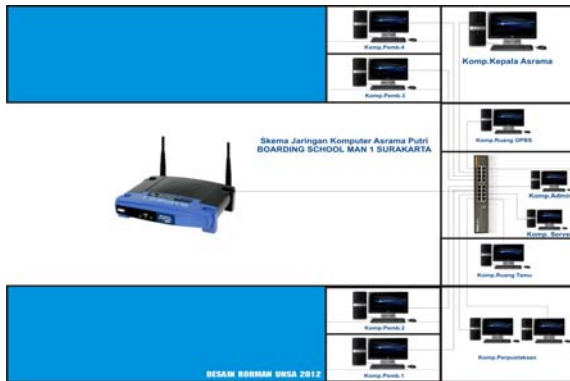 Komp.Pemb.4
Komp.Kepala Asrama
Komp.Pemb.3
Skema Jaringan Komputer Asrama Putri
BOARDING SCHOOL MAN 1 SURAKARTA
Komp.Ruang OPBS
Komp.Admin
Komp. Server
Komp.Ruang Tamu
Komp.Pemb.2
Komp.Perpustakaan
Komp.Pemb.1
DESAIN ROHMAN UNSA 2012